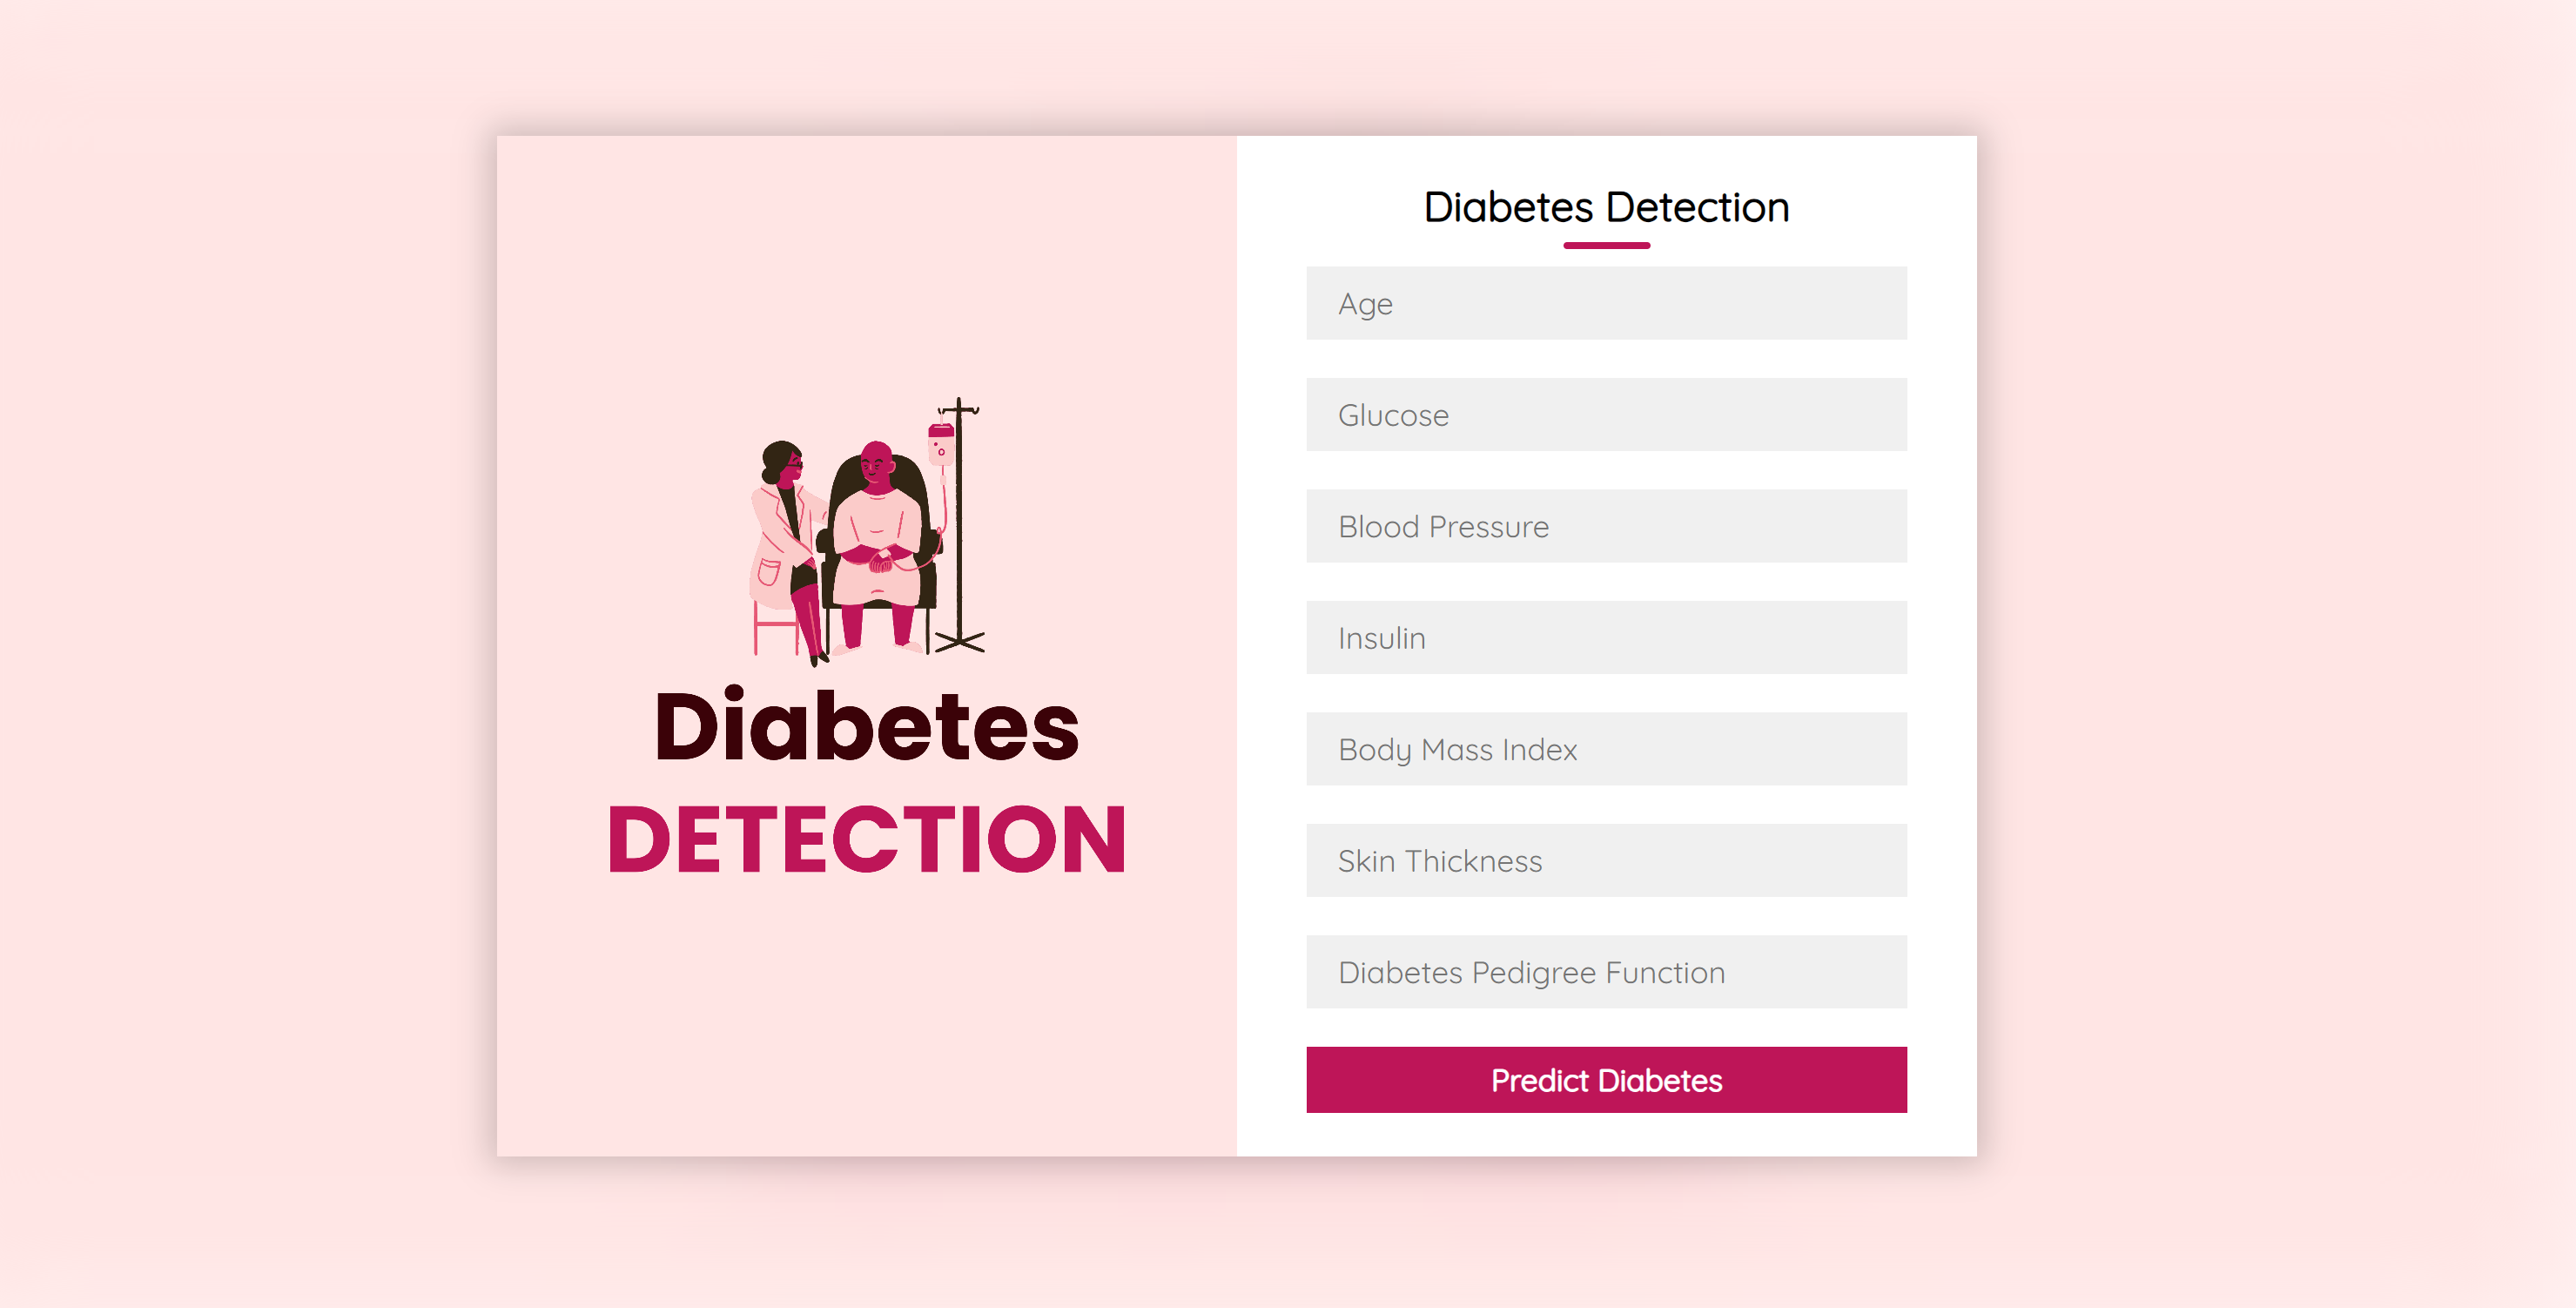 Diabetes
DETECTION
Diabetes Detection
Age
Glucose
Blood Pressure
Insulin
Body Mass Index
Skin Thickness
Diabetes Pedigree Function
Predict Diabetes